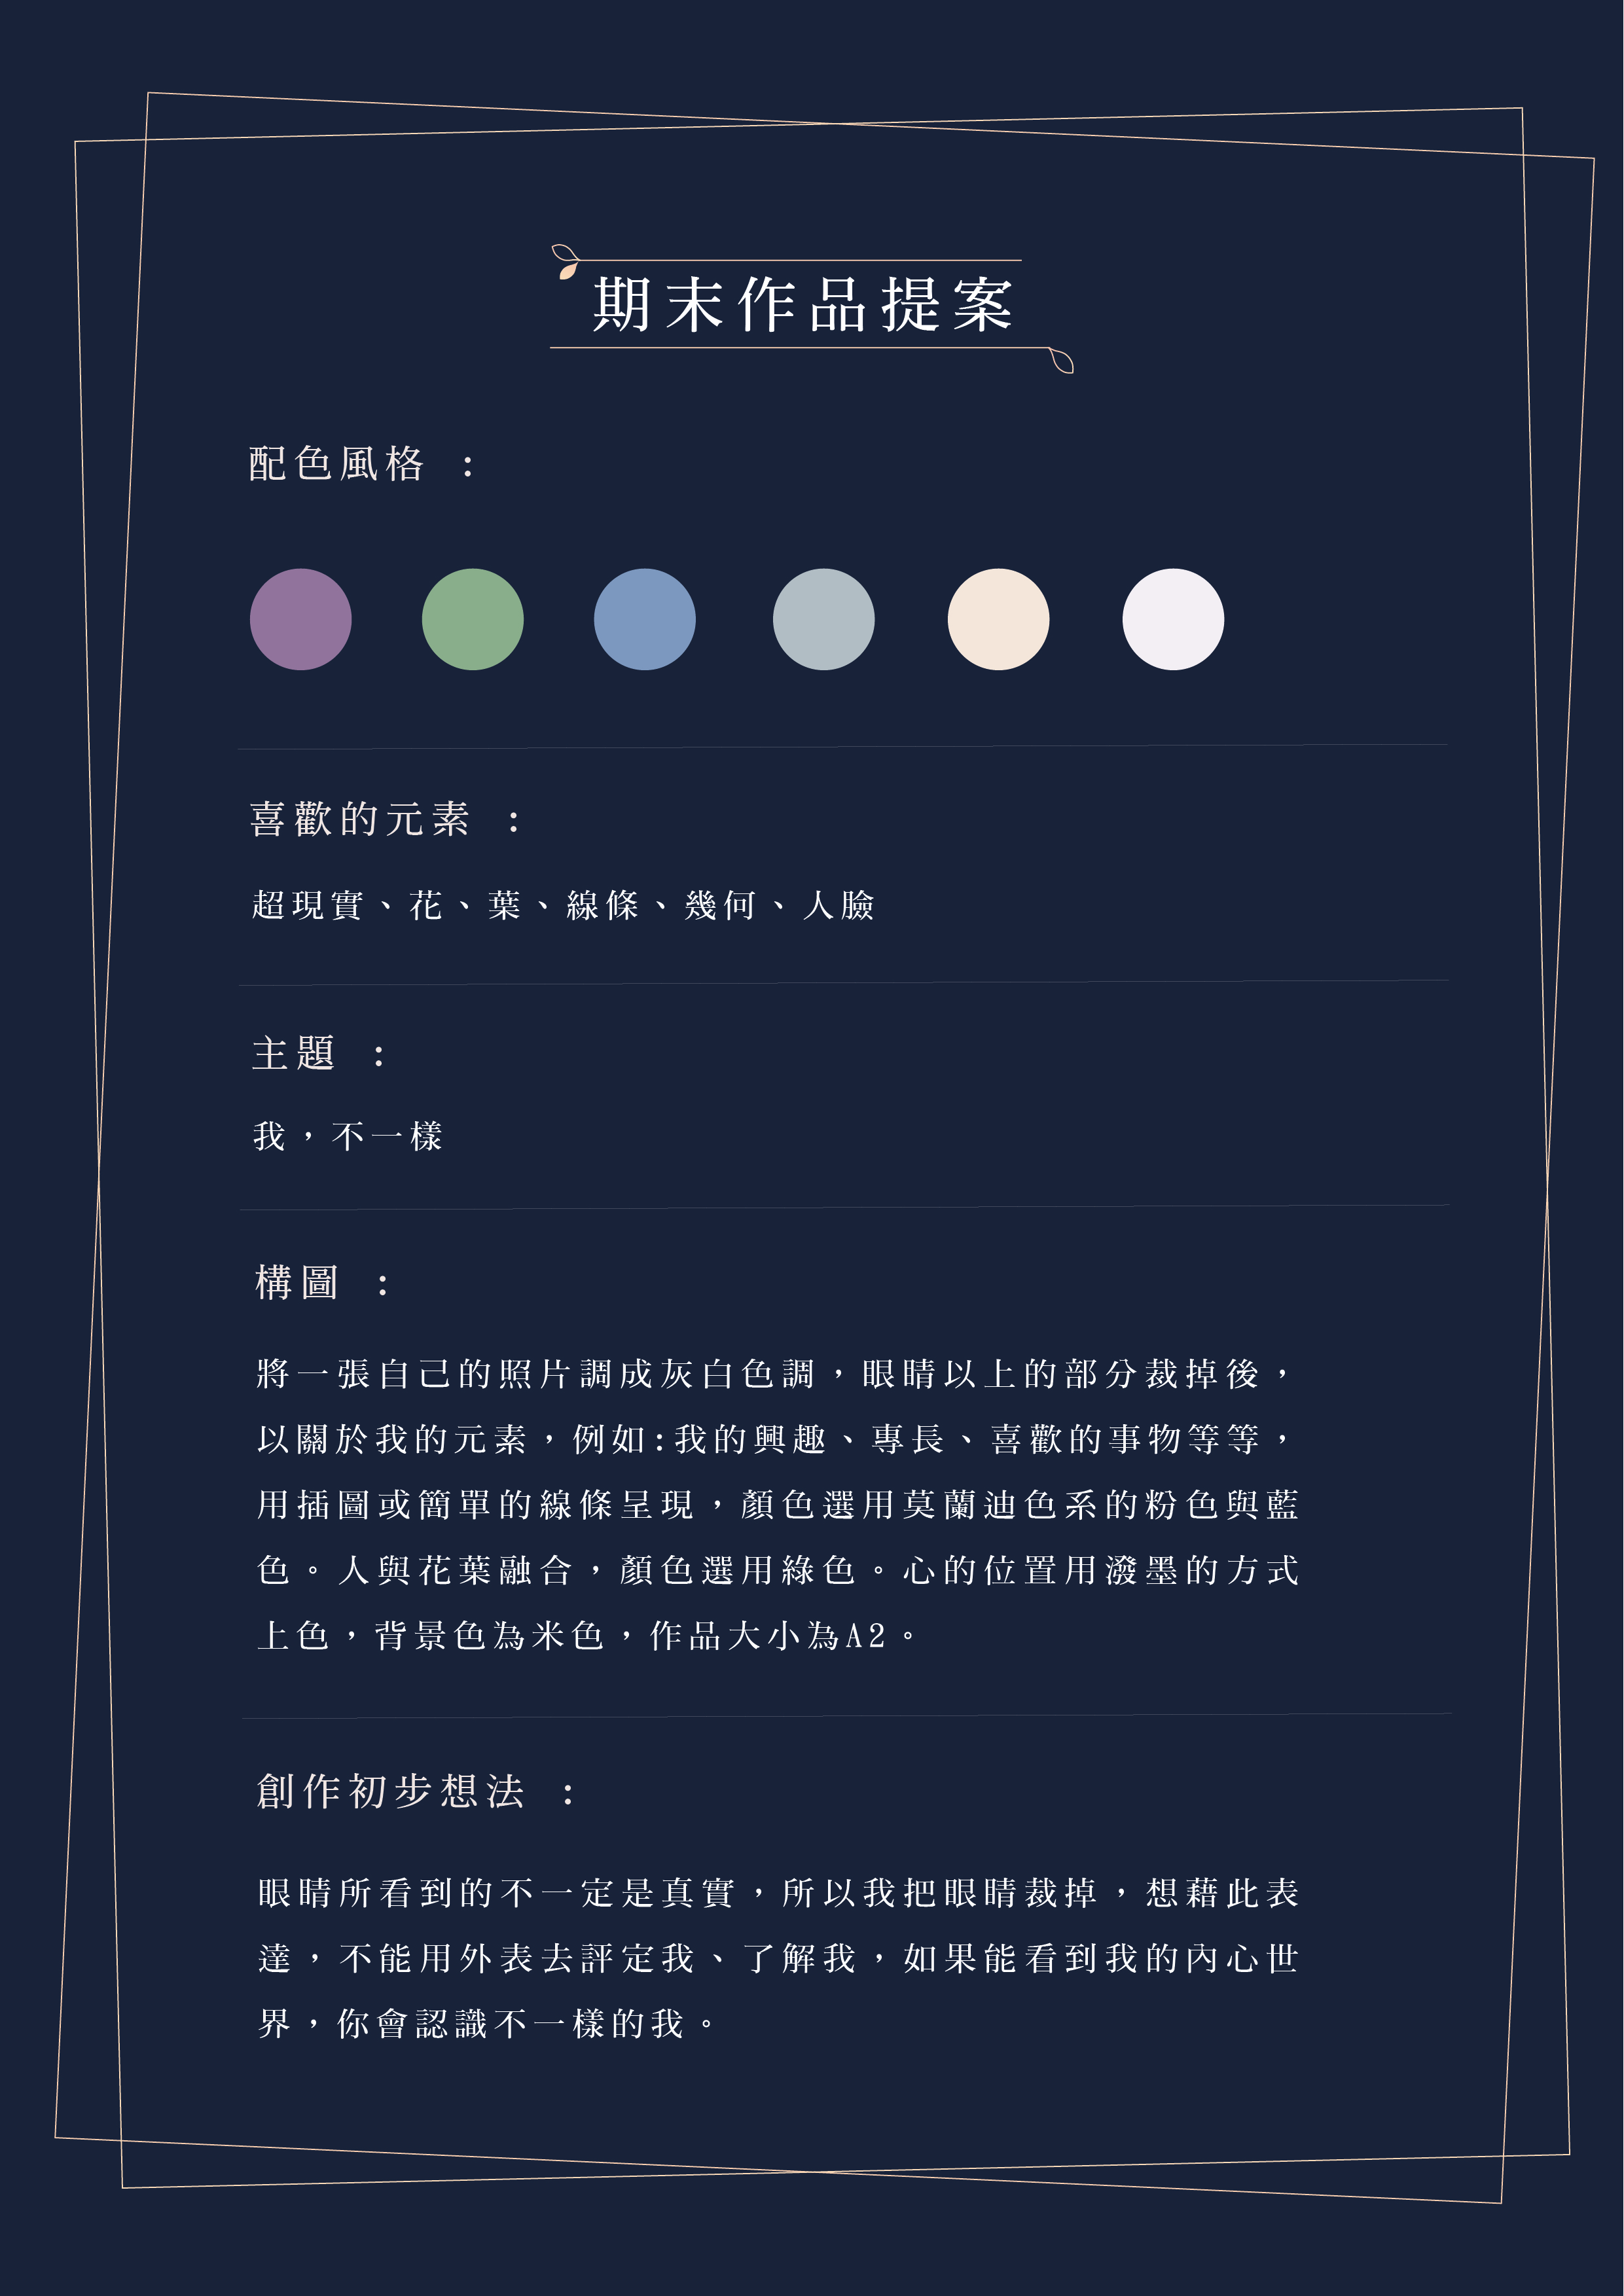 期末作品提案
配色風格 :
喜歡的元素 :
超現實、花、葉、線條、幾何、人臉
主題 :
我，不一樣
構圖 :
將一張自己的照片調成灰白色調，眼睛以上的部分裁掉後，
以關於我的元素，例如:我的興趣、專長、喜歡的事物等等，
用插圖或簡單的線條呈現，顏色選用莫蘭迪色系的粉色與藍
色。人與花葉融合，顏色選用綠色。心的位置用潑墨的方式
上色，背景色為米色，作品大小為A2。
創作初步想法 :
眼睛所看到的不一定是真實，所以我把眼睛裁掉，想藉此表
達，不能用外表去評定我、了解我，如果能看到我的內心世
界，你會認識不一樣的我。